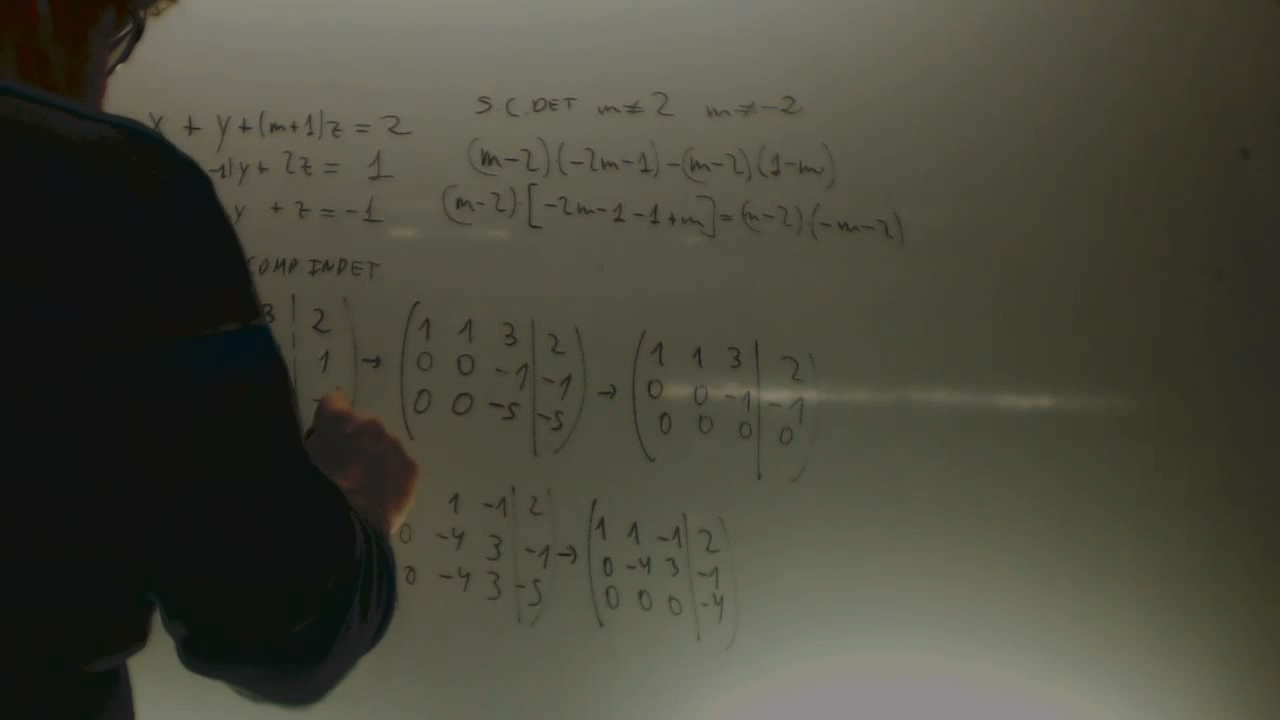 x + y + (m+1)z = 2
-1)y + 2z = 1
y + z = -1
S.C.DET m≠2 m≠-2
(m-2)(-2m-1)-(m-2)(1-m)
(m-2)·[-2m-1-1+m]=(m-2)(-m-2)
COMP INDET
3 | 2
1
→
1 1 3 | 2
0 0 -1 | -1
0 0 -5 | -5
→
1 1 3 | 2
0 0 -1 | -1
0 0 0 | 0
1 -1 | 2
0 -4 3 | -1
0 -4 3 | -5
→
1 1 -1 | 2
0 -4 3 | -1
0 0 0 | -4